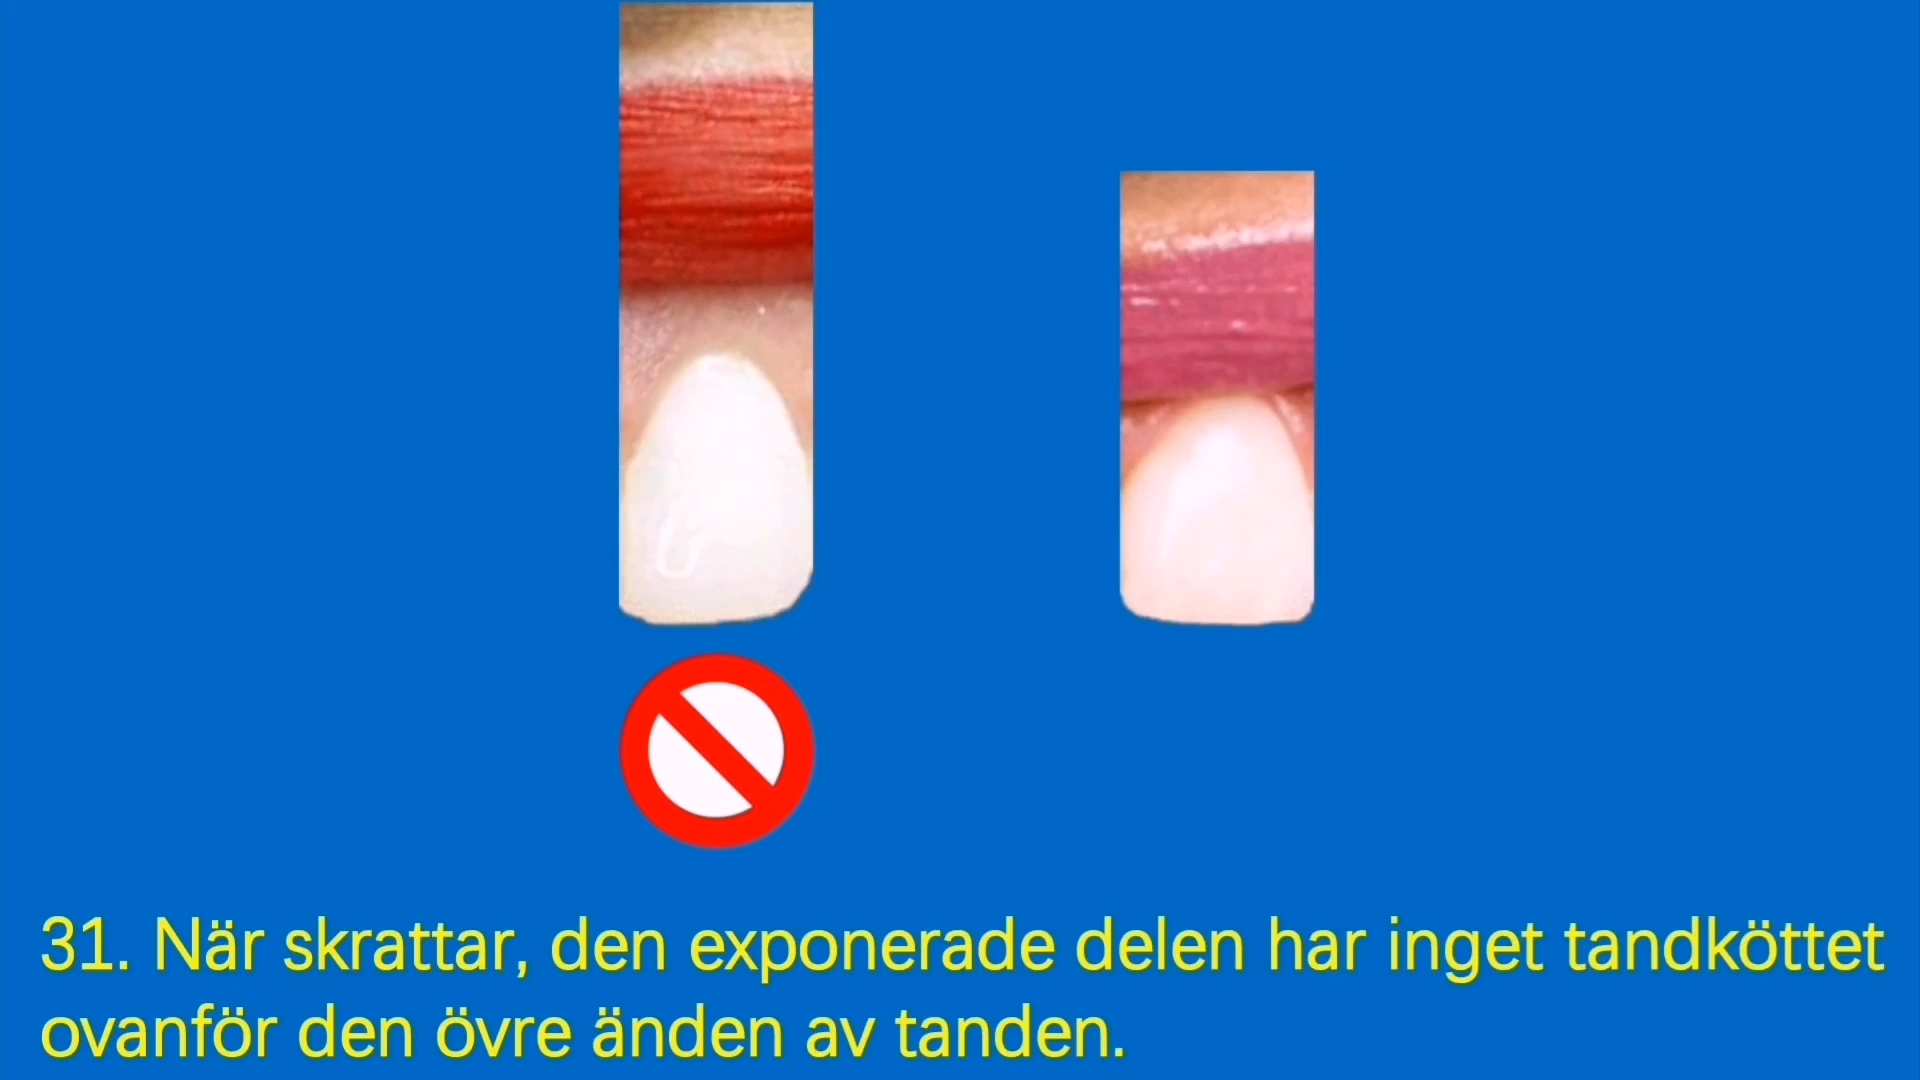 31. När skrattar, den exponerade delen har inget tandköttet
ovanför den övre änden av tanden.